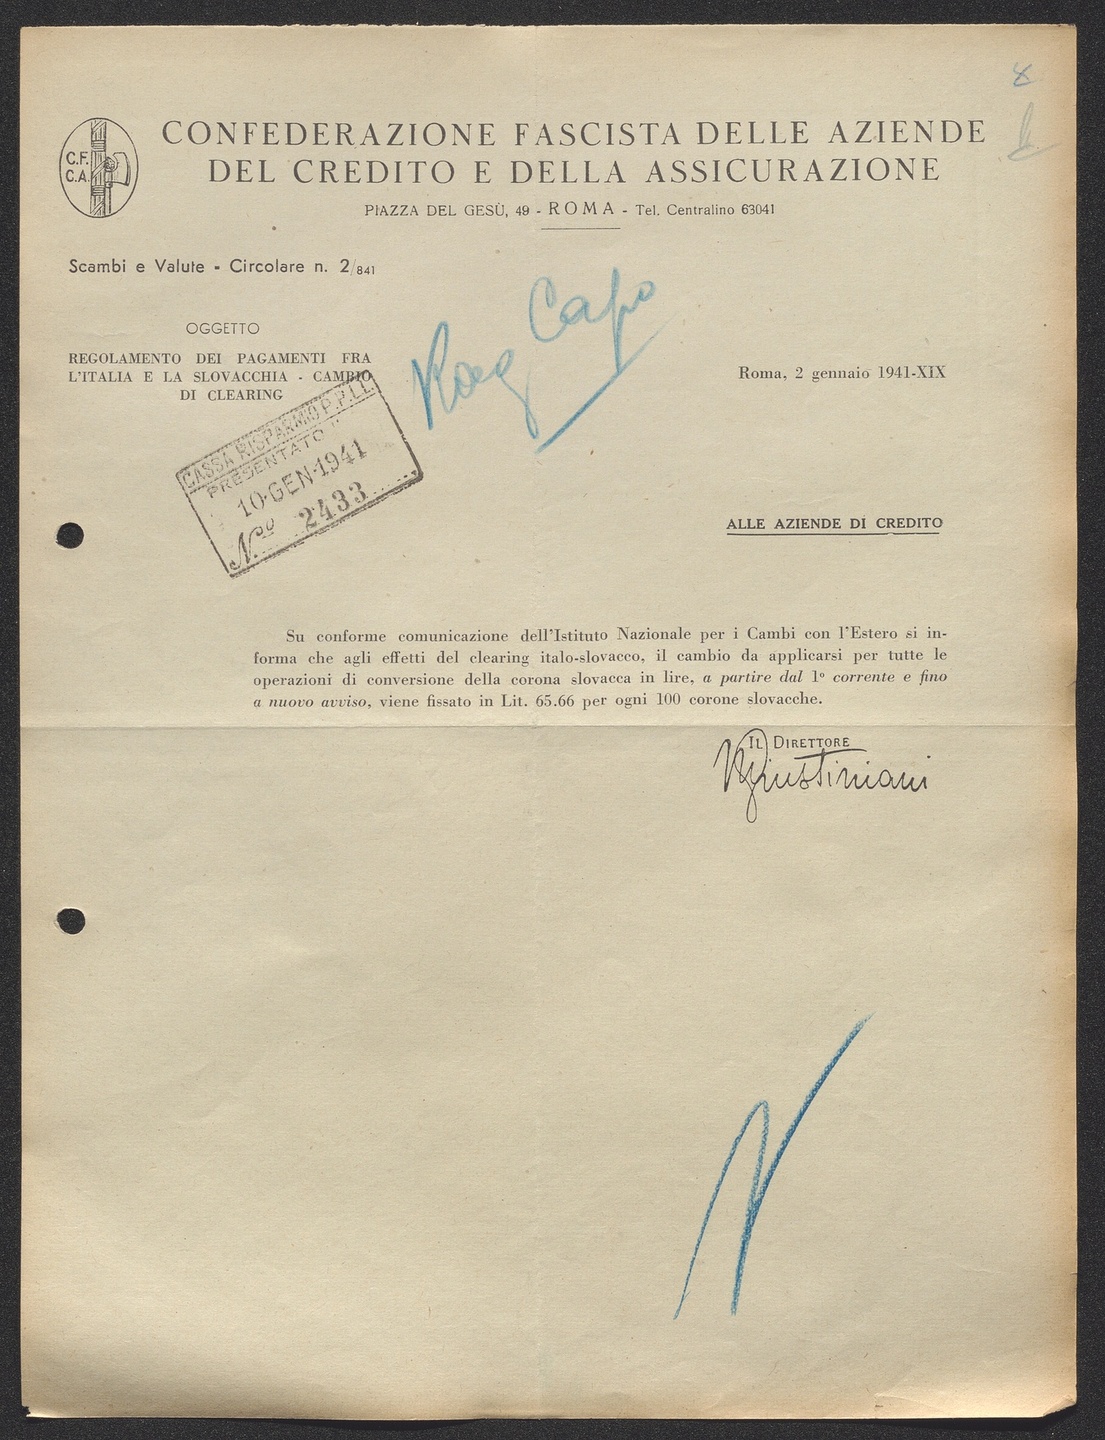 C.F.
C.A.
CONFEDERAZIONE FASCISTA DELLE AZIENDE
DEL CREDITO E DELLA ASSICURAZIONE
PIAZZA DEL GESÙ, 49 - ROMA - Tel. Centralino 63041
Scambi e Valute - Circolare n. 2/841
OGGETTO
REGOLAMENTO DEI PAGAMENTI FRA
L'ITALIA E LA SLOVACCHIA - CAMBIO
DI CLEARING
Rag Capo
Roma, 2 gennaio 1941-XIX
CASSA RISPARMIO P.P.LL.
PRESENTATO
10·GEN·1941
N.ro 2433
ALLE AZIENDE DI CREDITO
Su conforme comunicazione dell'Istituto Nazionale per i Cambi con l'Estero si in-
forma che agli effetti del clearing italo-slovacco, il cambio da applicarsi per tutte le
operazioni di conversione della corona slovacca in lire, a partire dal 1° corrente e fino
a nuovo avviso, viene fissato in Lit. 65.66 per ogni 100 corone slovacche.
IL DIRETTORE
Giustiniani